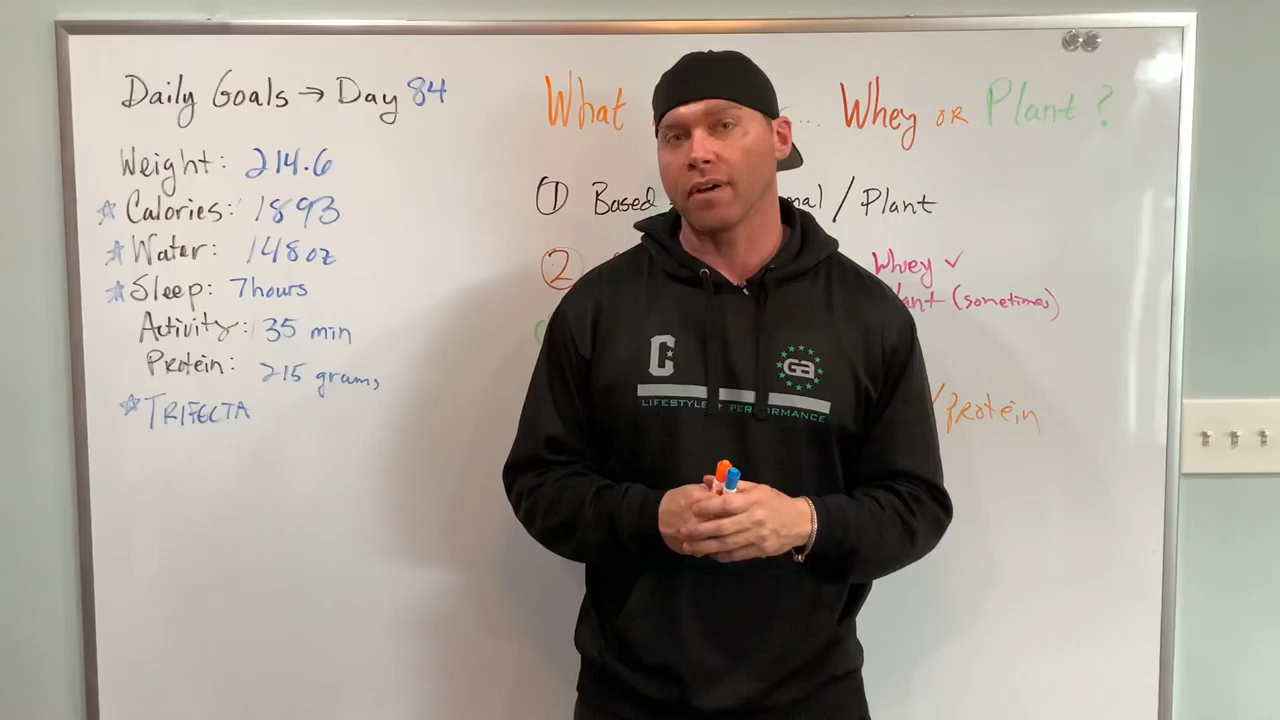 Daily Goals → Day 84
Weight: 214.6
☆ Calories: 1893
☆ Water: 148oz
☆ Sleep: 7hours
Activity: 35 min
Protein: 215 grams
☆ TRIFECTA
What ... Whey OR Plant?
① Based mal / Plant
② Whey ✓
ant (sometimes)
/Protein
C
GA
LIFESTYLE + PERFORMANCE